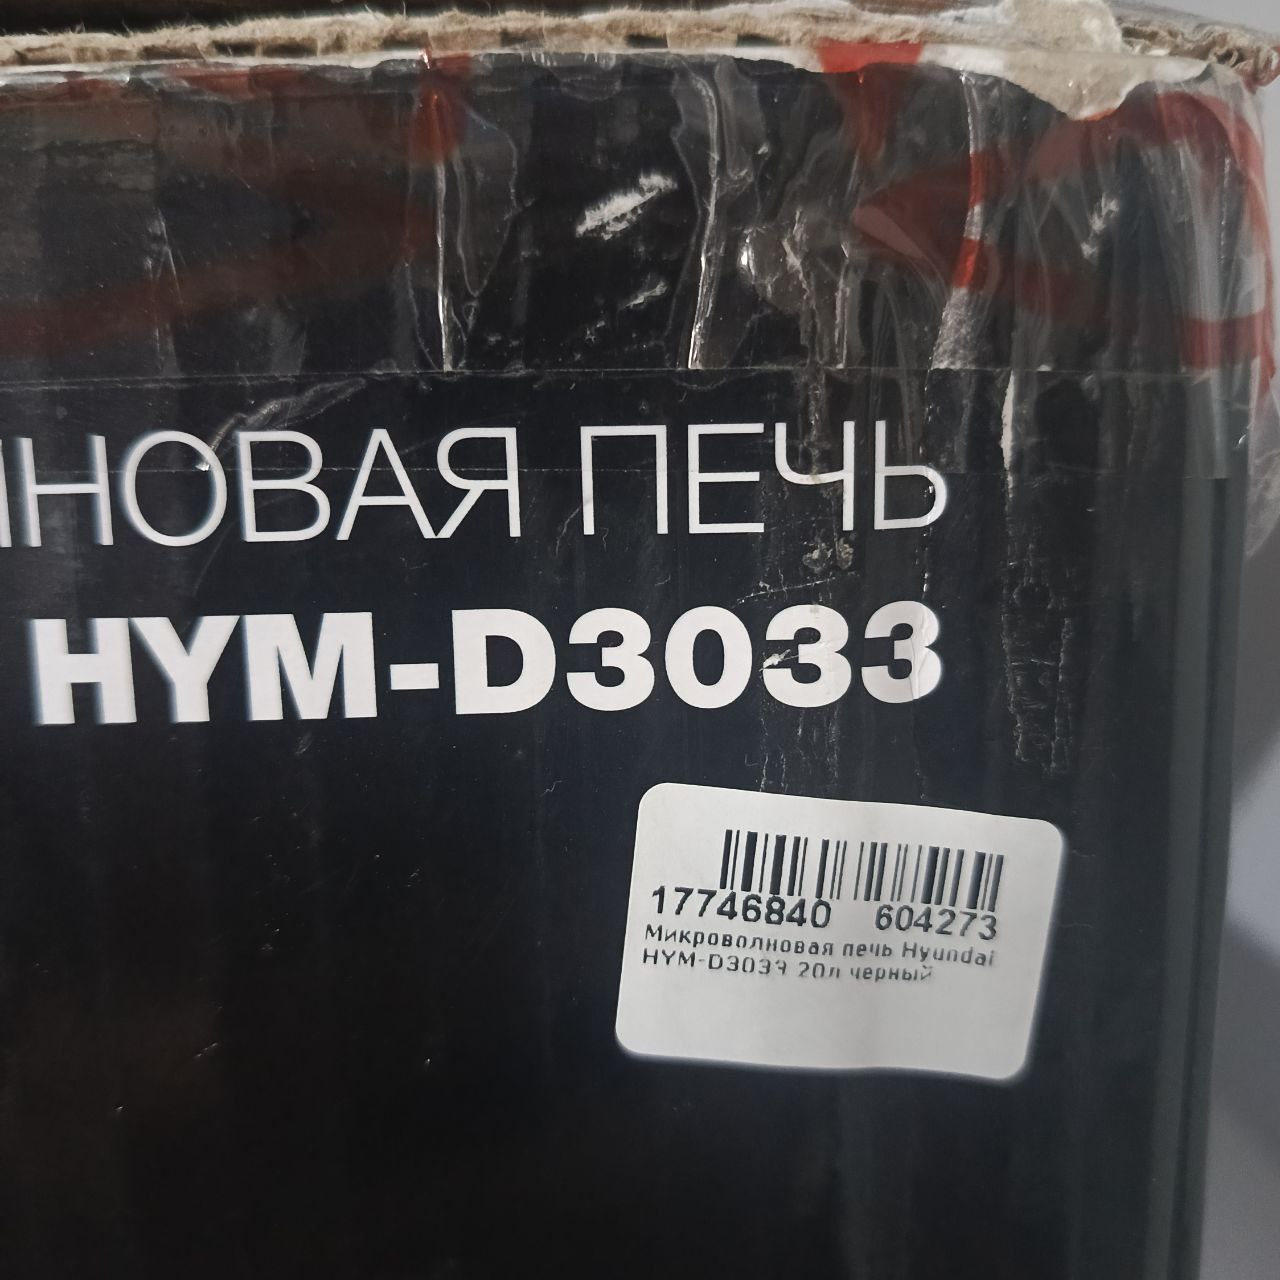 НОВАЯ ПЕЧЬ
HYM-D3033
17746840 604273
Микроволновая печь Hyundai
HYM-D3033 20л черный